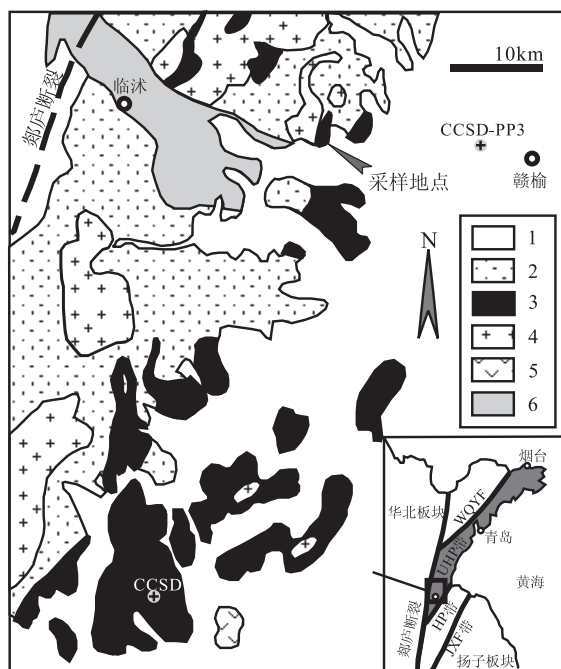 10km
临沭
郯庐断裂
CCSD-PP3
赣榆
采样地点
N
1
2
3
4
5
6
CCSD
烟台
华北板块
WQYF
青岛
UHP带
黄海
HP带
郯庐断裂
JXF带
扬子板块